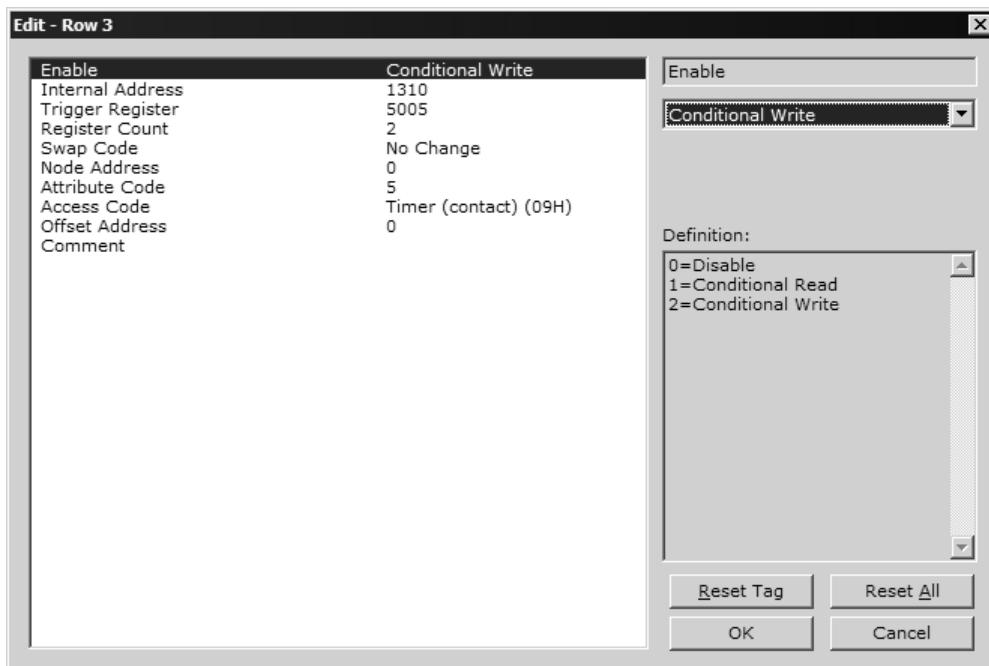 Edit - Row 3
Enable Conditional Write
Internal Address 1310
Trigger Register 5005
Register Count 2
Swap Code No Change
Node Address 0
Attribute Code 5
Access Code Timer (contact) (09H)
Offset Address 0
Comment
Enable
Conditional Write
Definition:
0=Disable
1=Conditional Read
2=Conditional Write
Reset Tag Reset All
OK Cancel